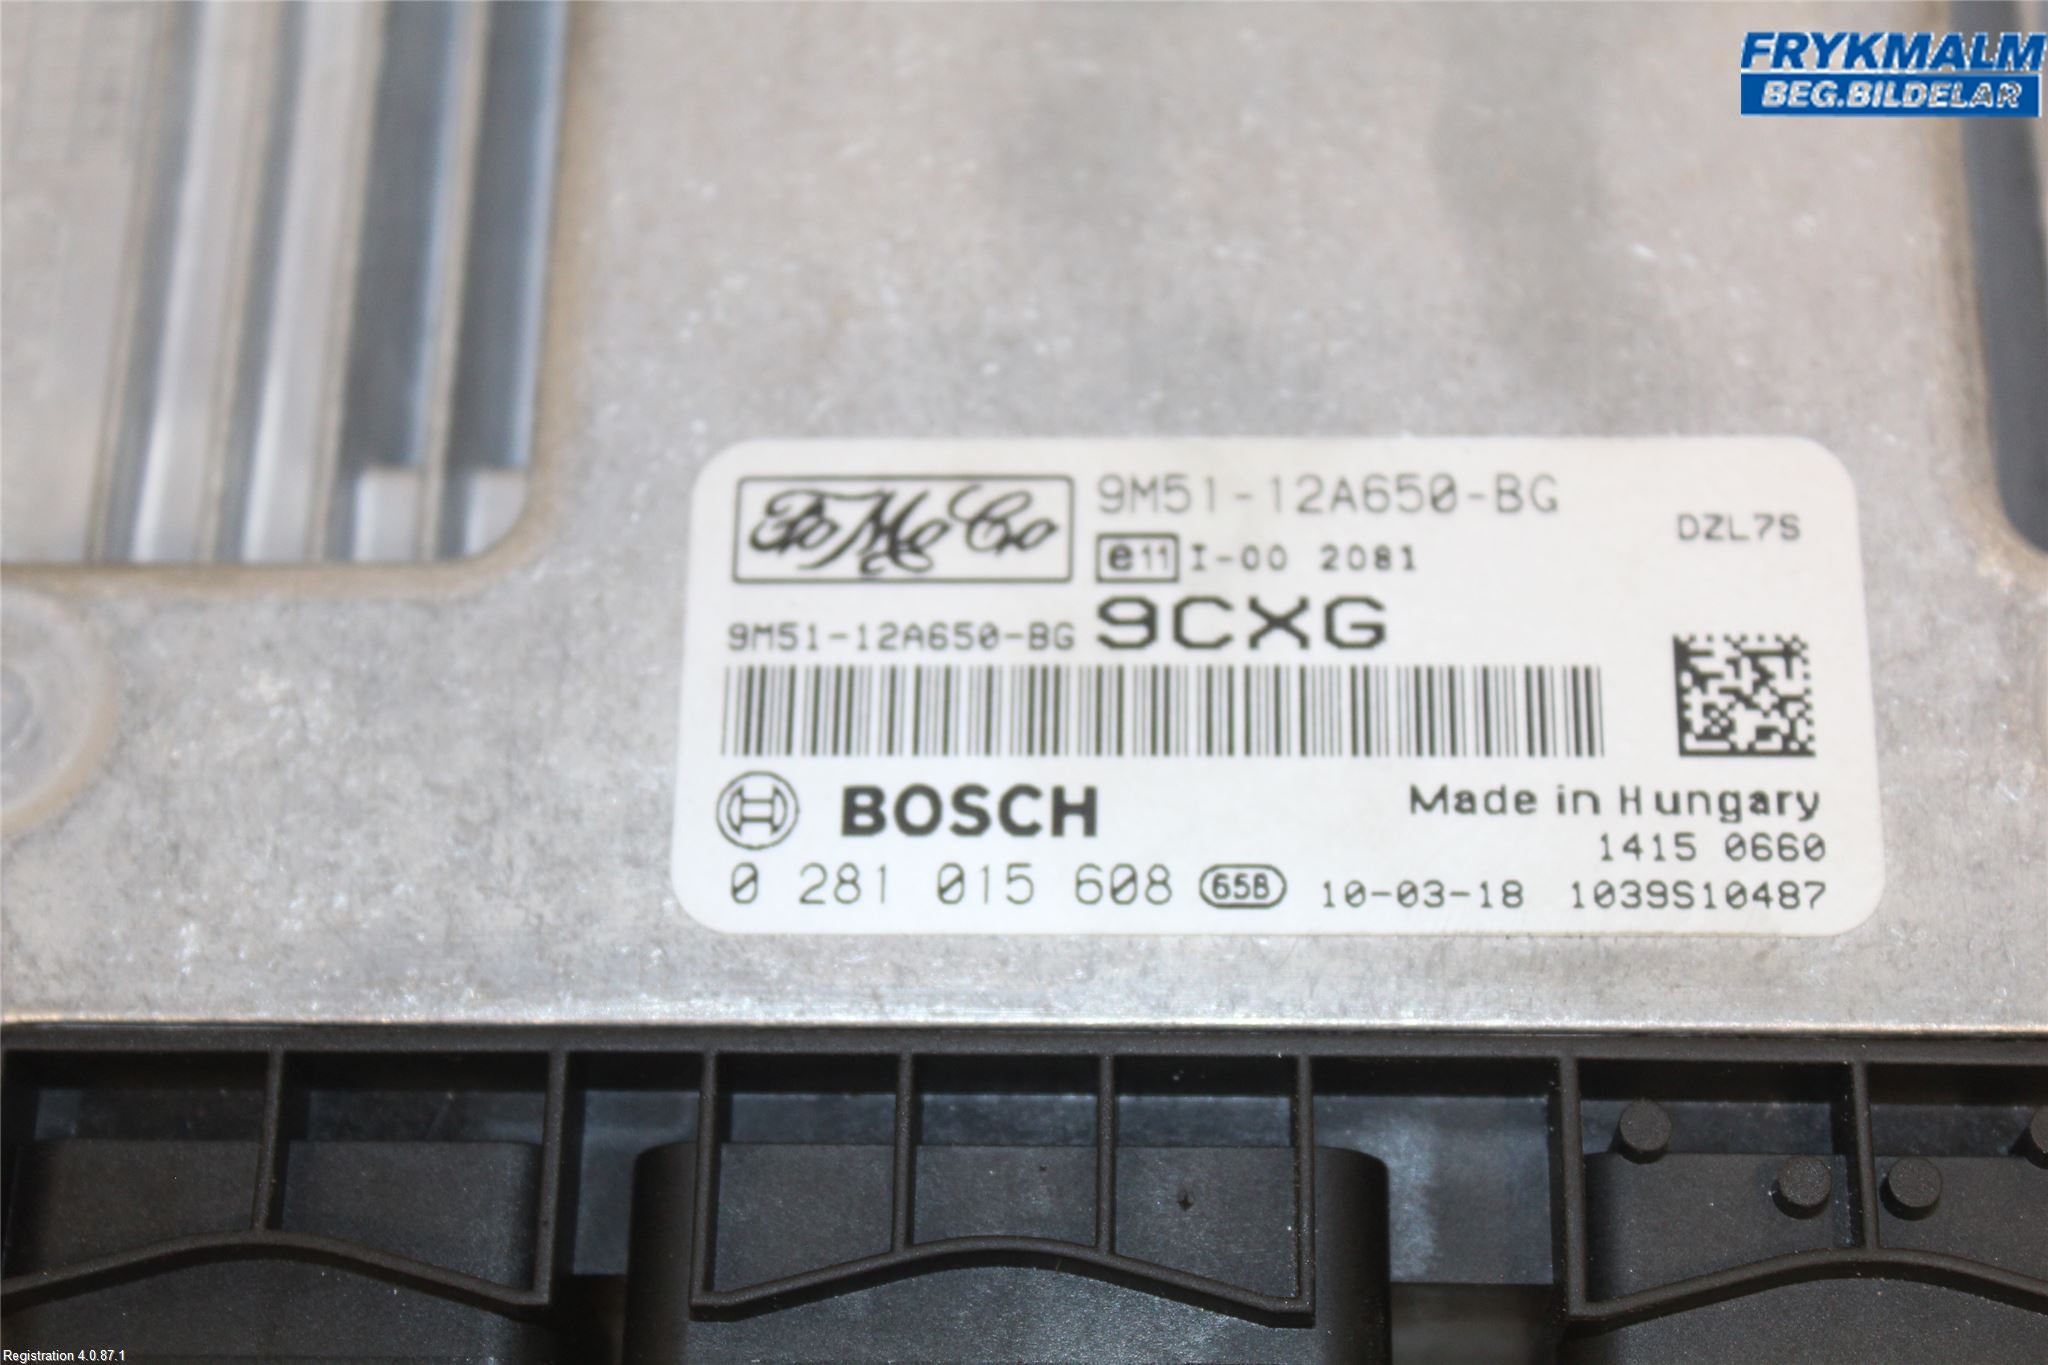 FRYKMALM
BEG.BILDELAR
FoMoCo
9M51-12A650-BG
DZL7S
e11 I-00 2081
9M51-12A650-BG 9CXG
BOSCH
Made in Hungary
1415 0660
0 281 015 608 65B 10-03-18 1039S10487
Registration 4.0.87.1